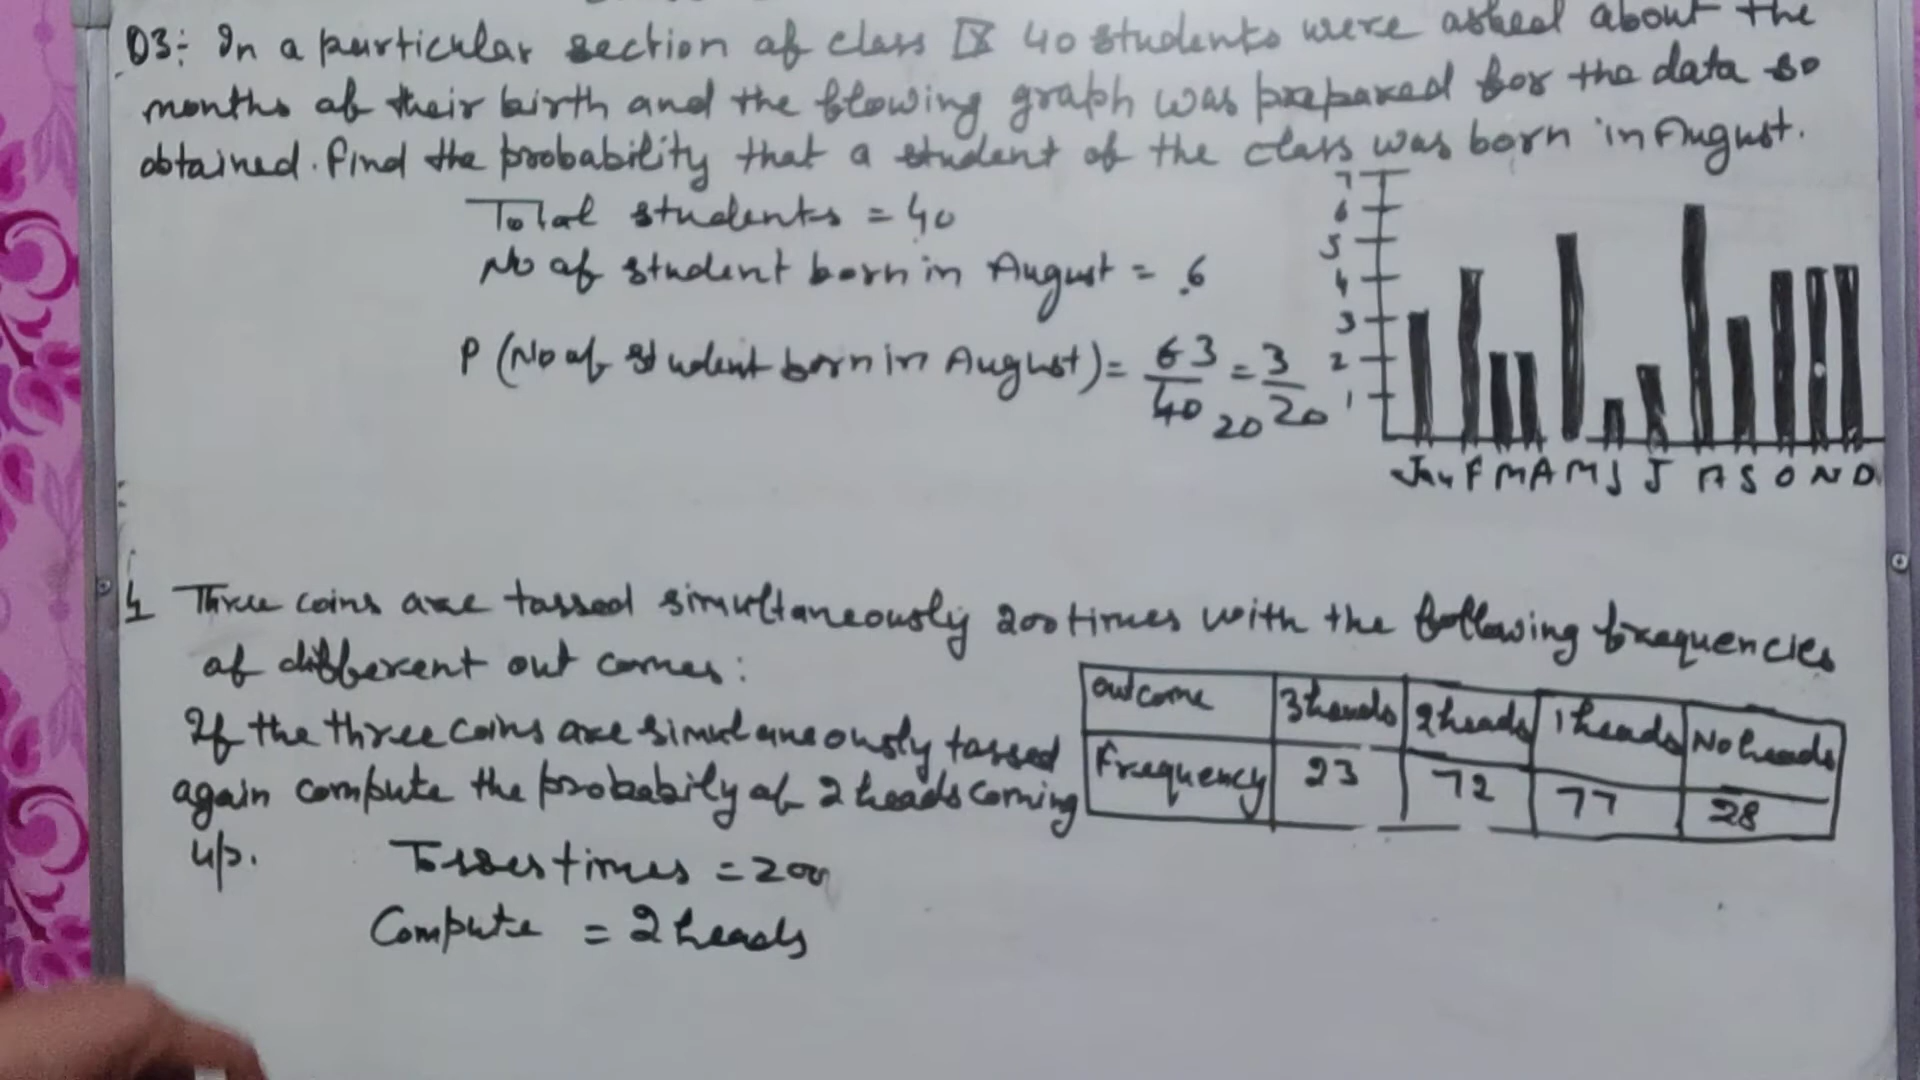 Q3:- In a purticular section of class IX 40 students were asked about the
months of their birth and the flowing graph was prepared for the data so
obtained. find the probability that a student of the class was born in August.
Total students = 40
No of student born in August = 6
P (No of student born in August) = 6 3 / 40 20 = 3/20
7
6
5
4
3
2
1
Jan F M A M J J A S O N D
4 Three coins are tassed simultaneously 200 times with the following frequencies
of different out comes:
If the three coins are simulaneously tassed
again compute the probabily of 2 heads coming
up.
outcome 3 heads 2 heads 1 heads No heads
Frequency 23 72 77 28
Tosses times = 200
Compute = 2 heads